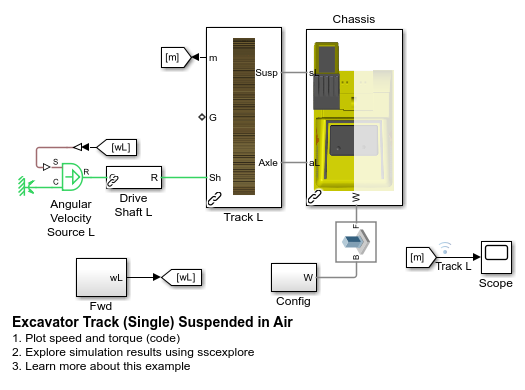 Chassis
[m]
m
Susp
sL
G
[wL]
S
C
R
R
Sh
Axle
aL
W
Angular
Velocity
Source L
Drive
Shaft L
Track L
F
B
[m]
Track L
Scope
wL
[wL]
Fwd
W
Config
Excavator Track (Single) Suspended in Air
1. Plot speed and torque (code)
2. Explore simulation results using sscexplore
3. Learn more about this example